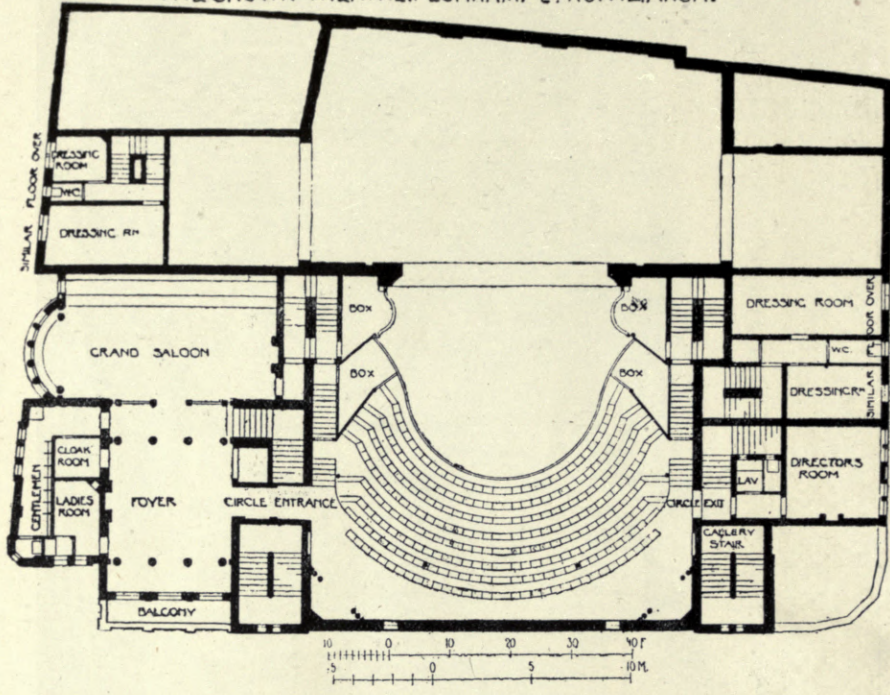 DRESSING
ROOM
W.C.
DRESSING RM
SIMILAR FLOOR OVER
GRAND SALOON
BOX
BOX
BOX
BOX
DRESSING ROOM
W.C.
DRESSING RM
SIMILAR FLOOR OVER
CLOAK
ROOM
LADIES
ROOM
GENTLEMEN
FOYER
CIRCLE ENTRANCE
CIRCLE EXIT
LAV
DIRECTORS
ROOM
GALLERY
STAIR
BALCONY
10 0 10 20 30 40 F
5 0 5 10 M.